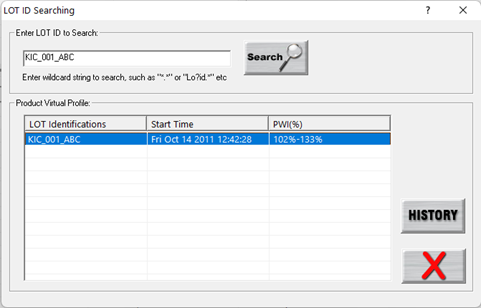 LOT ID Searching
Enter LOT ID to Search:
KIC_001_ABC
Search
Enter wildcard string to search, such as "*.*" or "Lo?id.*" etc
Product Virtual Profile:
LOT Identifications Start Time PWI(%)
KIC_001_ABC Fri Oct 14 2011 12:42:28 102%-133%
HISTORY